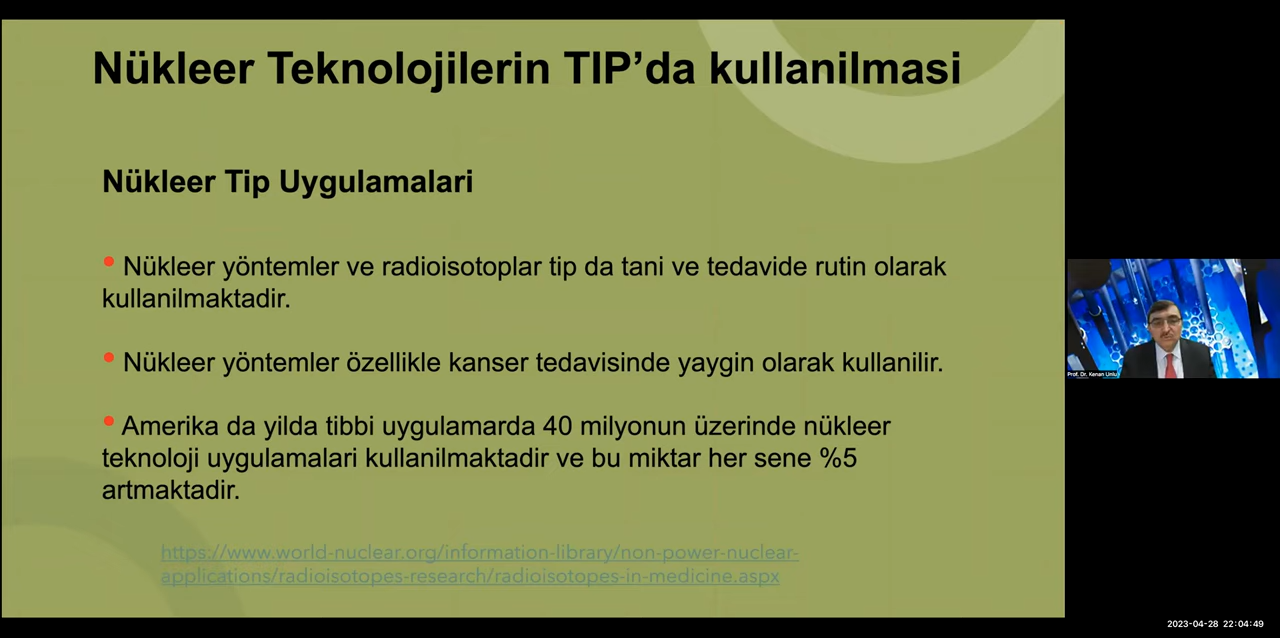 Nükleer Teknolojilerin TIP’da kullanilmasi
Nükleer Tip Uygulamalari
• Nükleer yöntemler ve radioisotoplar tip da tani ve tedavide rutin olarak
kullanilmaktadir.
• Nükleer yöntemler özellikle kanser tedavisinde yaygin olarak kullanilir.
• Amerika da yilda tibbi uygulamarda 40 milyonun üzerinde nükleer
teknoloji uygulamalari kullanilmaktadir ve bu miktar her sene %5
artmaktadir.
https://www.world-nuclear.org/information-library/non-power-nuclear-
applications/radioisotopes-research/radioisotopes-in-medicine.aspx
Prof. Dr. Kenan Unlu
2023-04-28 22:04:49